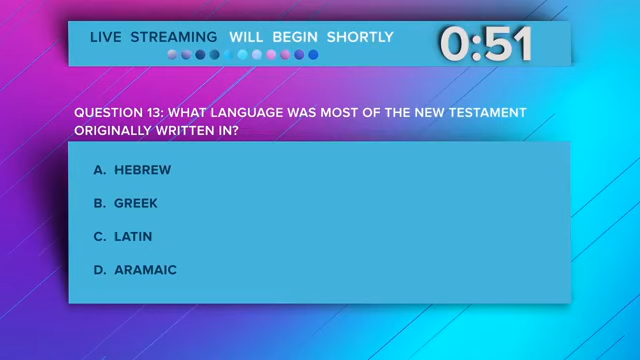 LIVE STREAMING WILL BEGIN SHORTLY
0:51
QUESTION 13: WHAT LANGUAGE WAS MOST OF THE NEW TESTAMENT
ORIGINALLY WRITTEN IN?
A. HEBREW
B. GREEK
C. LATIN
D. ARAMAIC